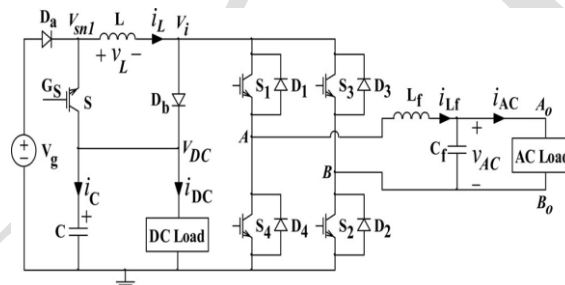 Da Vsn1 L iL Vi
+ vL −
GS S Db S1 D1 S3 D3
Lf iLf iAC Ao
Vg VDC A
+ Cf vAC AC Load
B −
iC iDC Bo
C + DC Load S4 D4 S2 D2